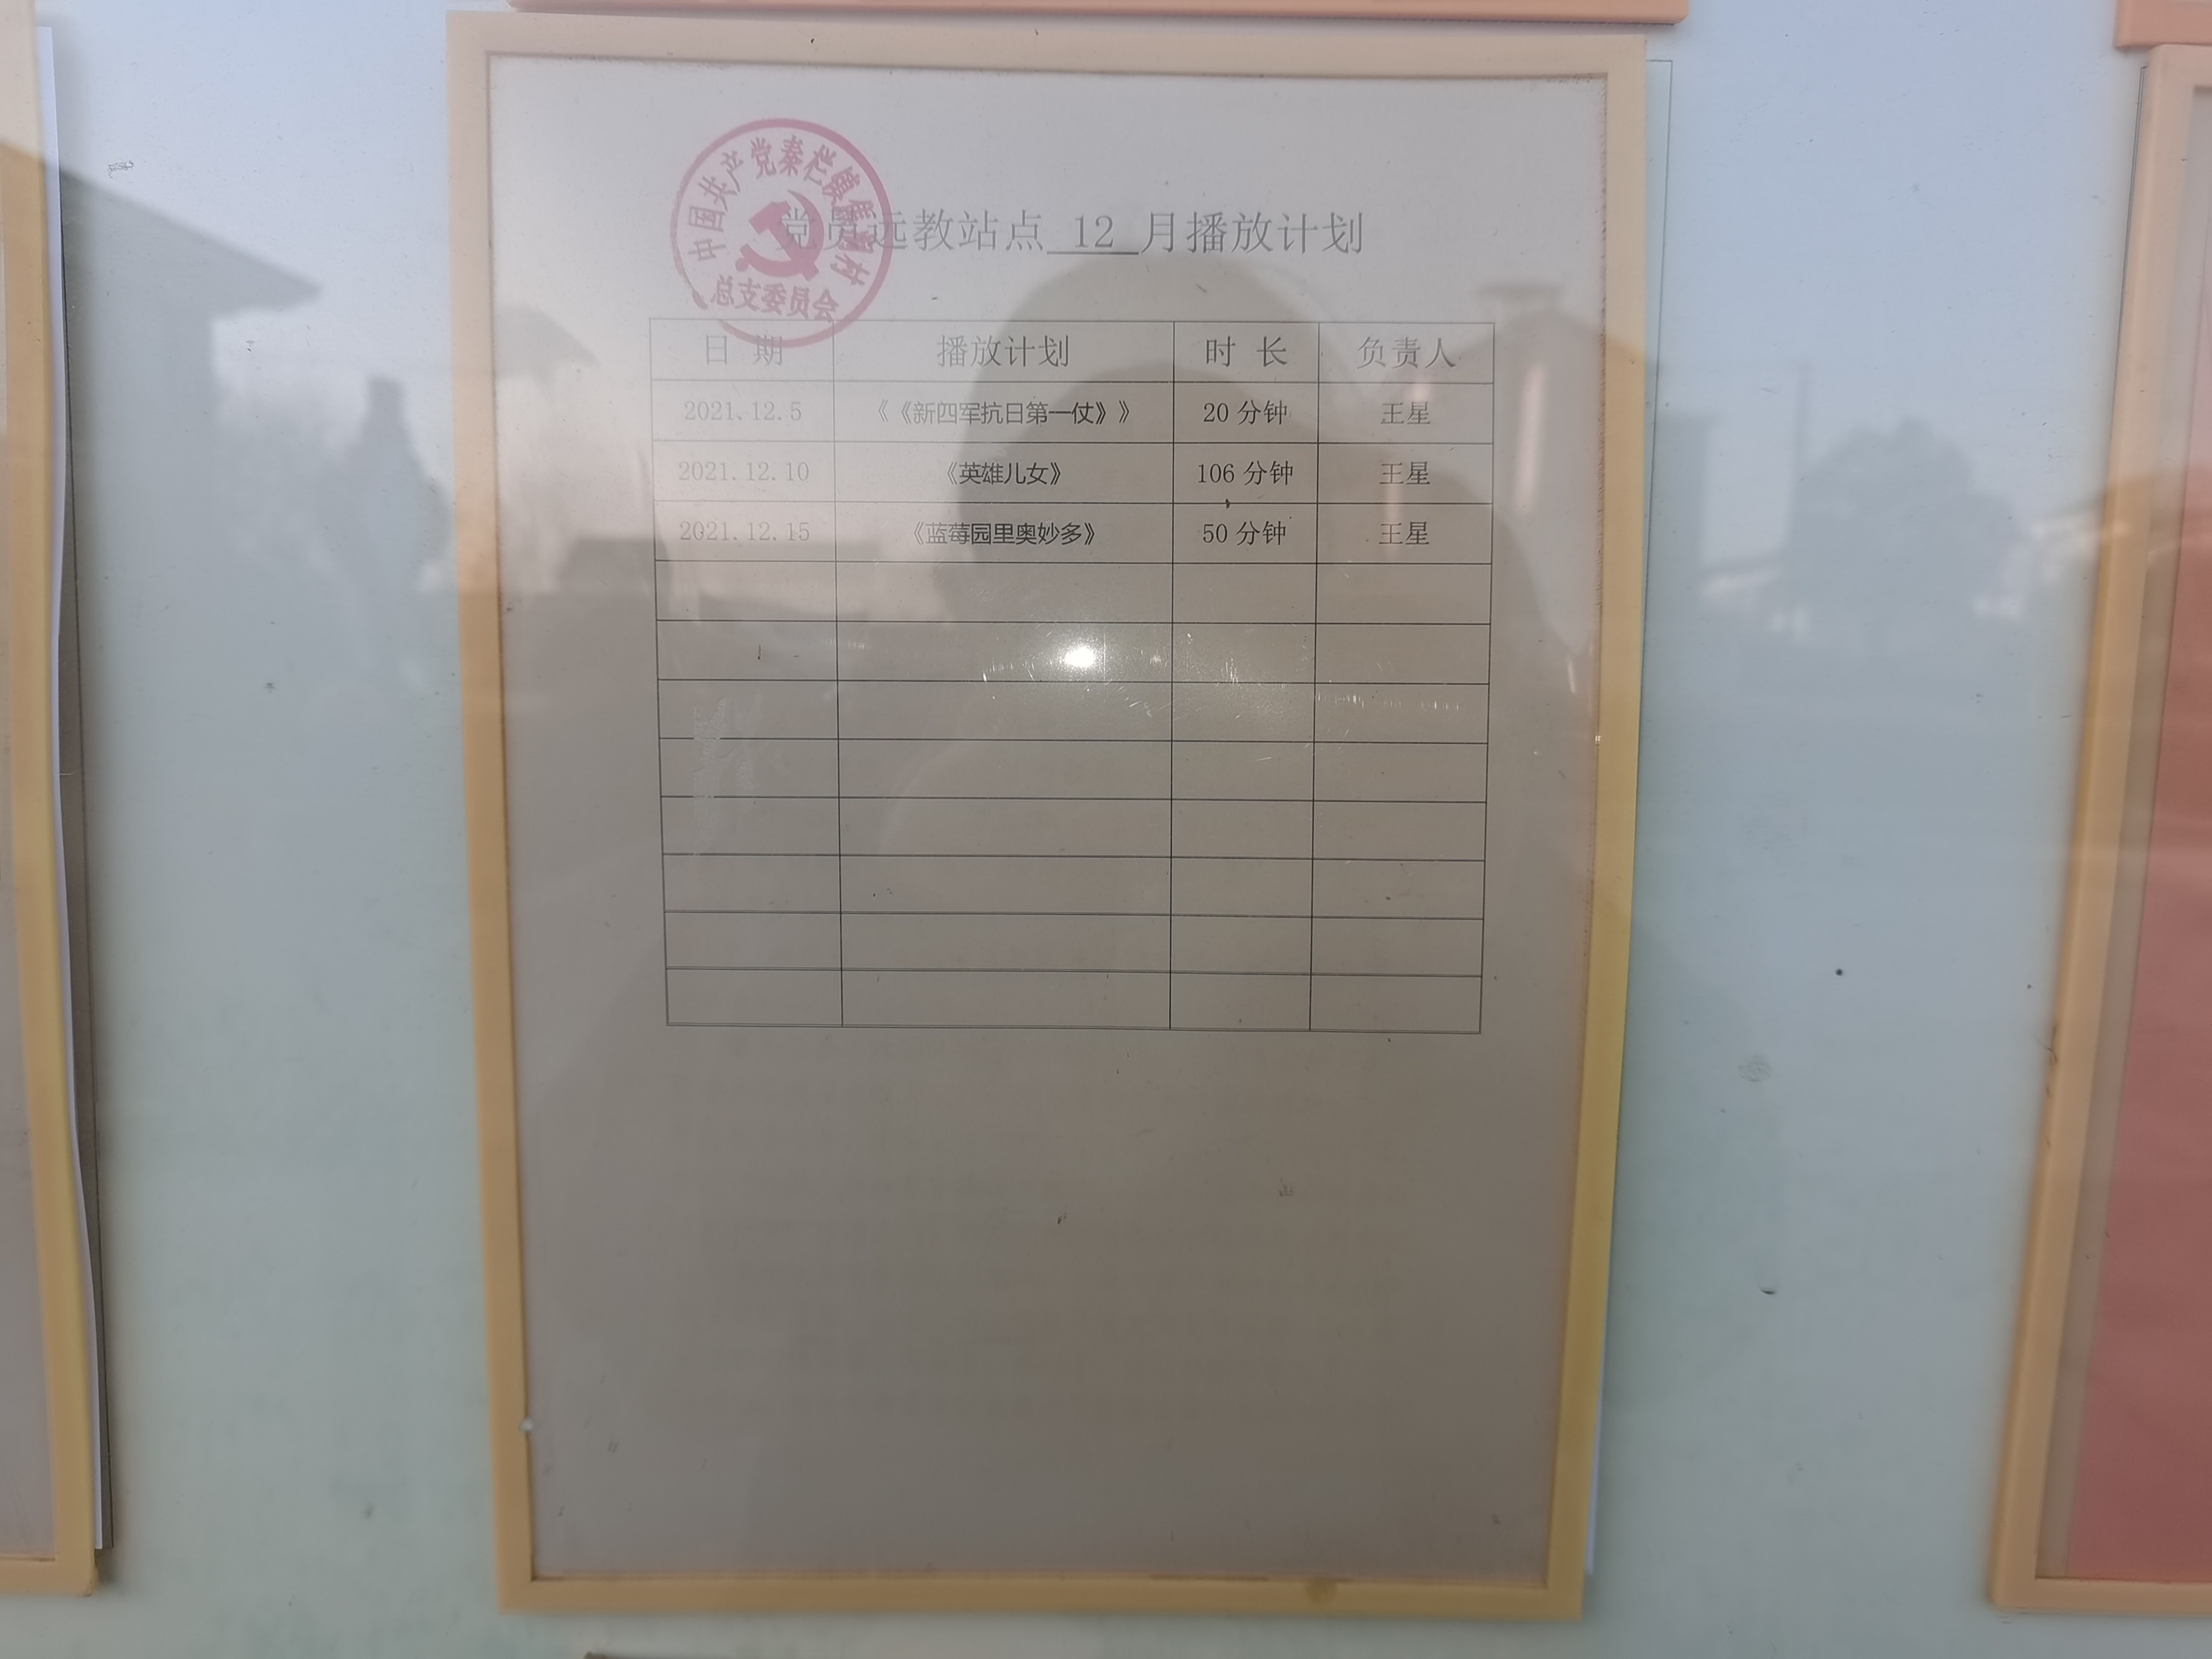 中国共产党秦栏镇
村
总支委员会
党员远教站点 12 月播放计划
日 期 播放计划 时 长 负责人
2021.12.5 《《新四军抗日第一仗》》 20 分钟 王星
2021.12.10 《英雄儿女》 106 分钟 王星
2021.12.15 《蓝莓园里奥妙多》 50 分钟 王星